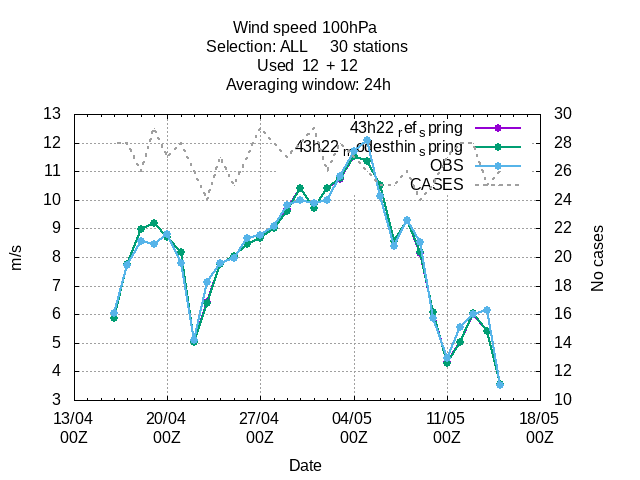 Wind speed 100hPa
Selection: ALL 30 stations
Used 12 + 12
Averaging window: 24h
43h22_ref_spring
43h22_modesthin_spring
OBS
CASES
13
12
11
10
9
8
7
6
5
4
3
30
28
26
24
22
20
18
16
14
12
10
m/s
No cases
13/04 20/04 27/04 04/05 11/05 18/05
00Z 00Z 00Z 00Z 00Z 00Z
Date